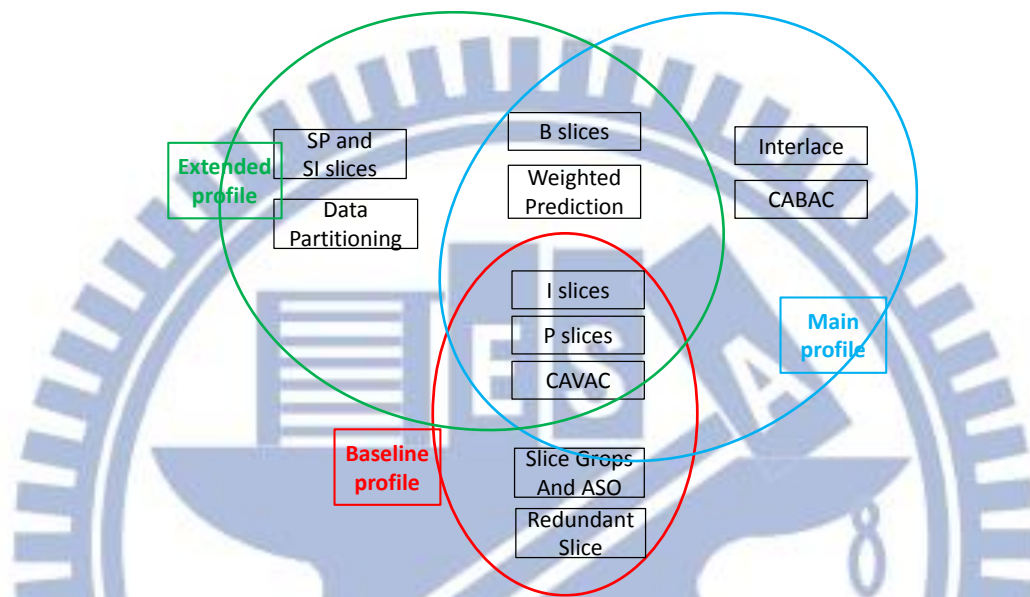 Extended
profile
SP and
SI slices
Data
Partitioning
B slices
Weighted
Prediction
Interlace
CABAC
I slices
P slices
CAVAC
Main
profile
Baseline
profile
Slice Grops
And ASO
Redundant
Slice
E S A
8